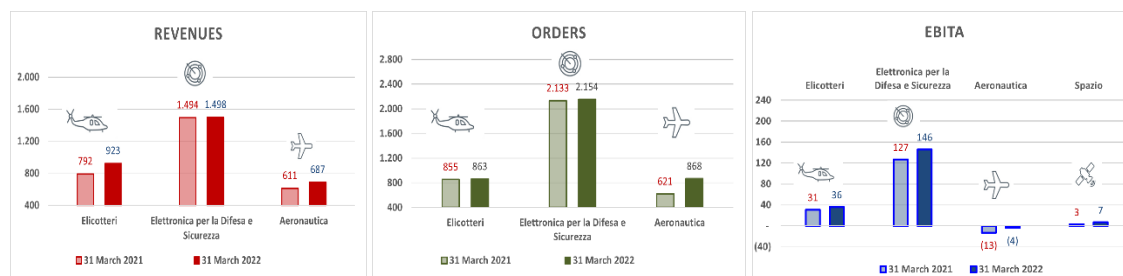 REVENUES
2.000
1.600
1.200
800
400
792
923
1.494
1.498
611
687
Elicotteri
Elettronica per la Difesa e
Sicurezza
Aeronautica
31 March 2021
31 March 2022
ORDERS
2.800
2.400
2.000
1.600
1.200
800
400
855
863
2.133
2.154
621
868
Elicotteri
Elettronica per la Difesa e
Sicurezza
Aeronautica
31 March 2021
31 March 2022
EBITA
Elicotteri
Elettronica per la
Difesa e Sicurezza
Aeronautica
Spazio
240
200
160
120
80
40
-
(40)
31
36
127
146
(13)
(4)
3
7
31 March 2021
31 March 2022